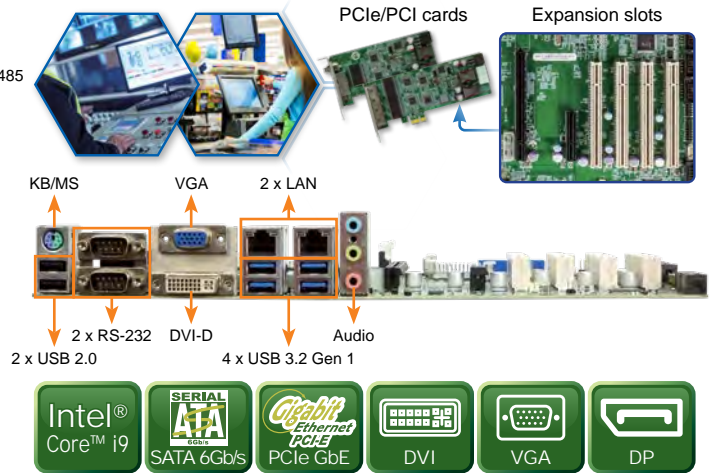 PCIe/PCI cards
Expansion slots
485
KB/MS
VGA
2 x LAN
2 x RS-232
DVI-D
Audio
2 x USB 2.0
4 x USB 3.2 Gen 1
Intel®
Core™ i9
SERIAL
ATA
6Gb/s
SATA 6Gb/s
Gigabit
Ethernet
PCI-E
PCIe GbE
DVI
VGA
DP